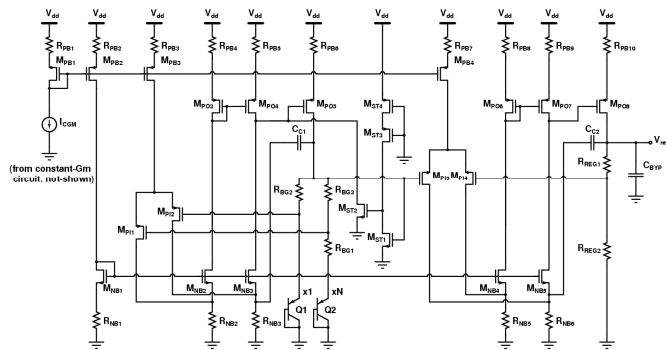 Vdd Vdd Vdd Vdd Vdd Vdd Vdd Vdd Vdd Vdd Vdd
RPB1 RPB2 RPB3 RPB4 RPB5 RPB6 RPB7 RPB8 RPB9 RPB10
MPB1 MPB2 MPB3 MPB4
MPO3 MPO4 MPO5 MST4 MPO6 MPO7 MPO8
ICGM
CC1 MST3 CC2 Vre
(from constant-Gm
circuit. not-shown)
RREG1 CBYP
RBG2 RBG3 MPI3 MPI4
MPI2 MST2
MPI1 RBG1 MST1 RREG2
MNB1 MNB2 MNB3 x1 xN MNB4 MNB5
Q1 Q2
RNB1 RNB2 RNB3 RNB5 RNB6